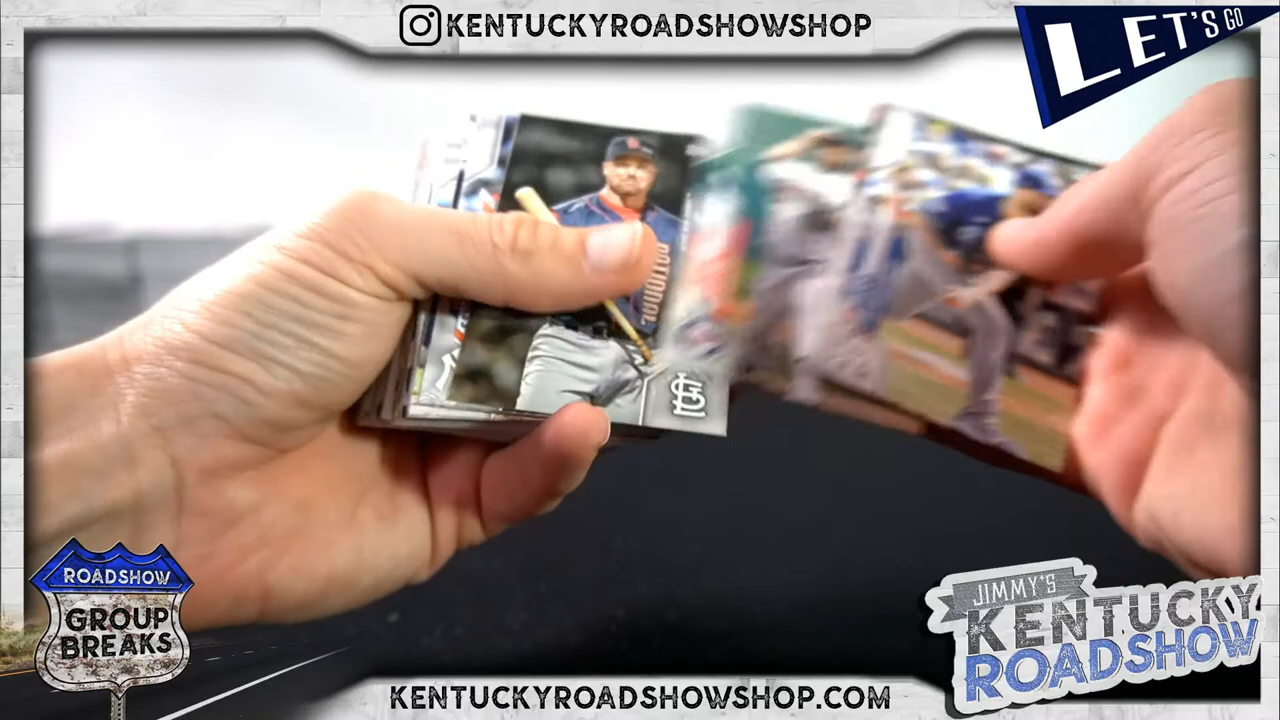 KENTUCKYROADSHOWSHOP
LET'S GO
ROADSHOW
GROUP
BREAKS
JIMMY'S
KENTUCKY
ROADSHOW
KENTUCKYROADSHOWSHOP.COM